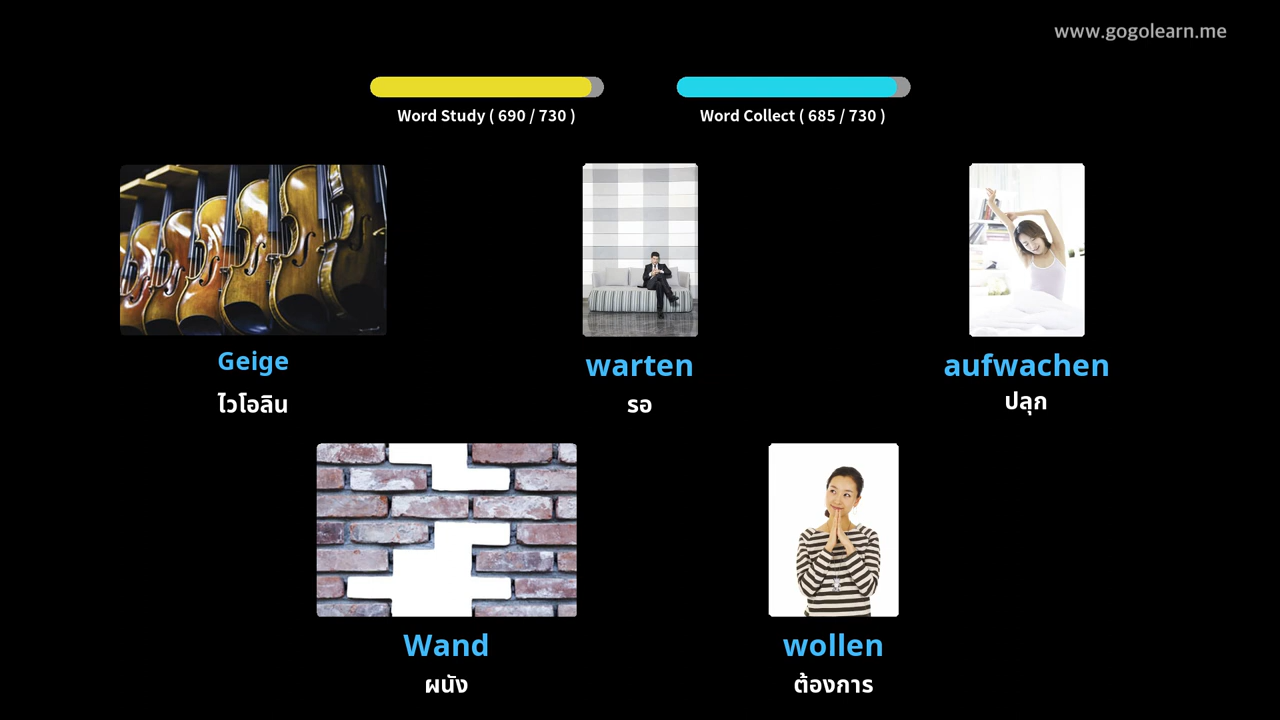 www.gogolearn.me
Word Study ( 690 / 730 )
Word Collect ( 685 / 730 )
Geige
ไวโอลิน
warten
รอ
aufwachen
ปลุก
Wand
ผนัง
wollen
ต้องการ